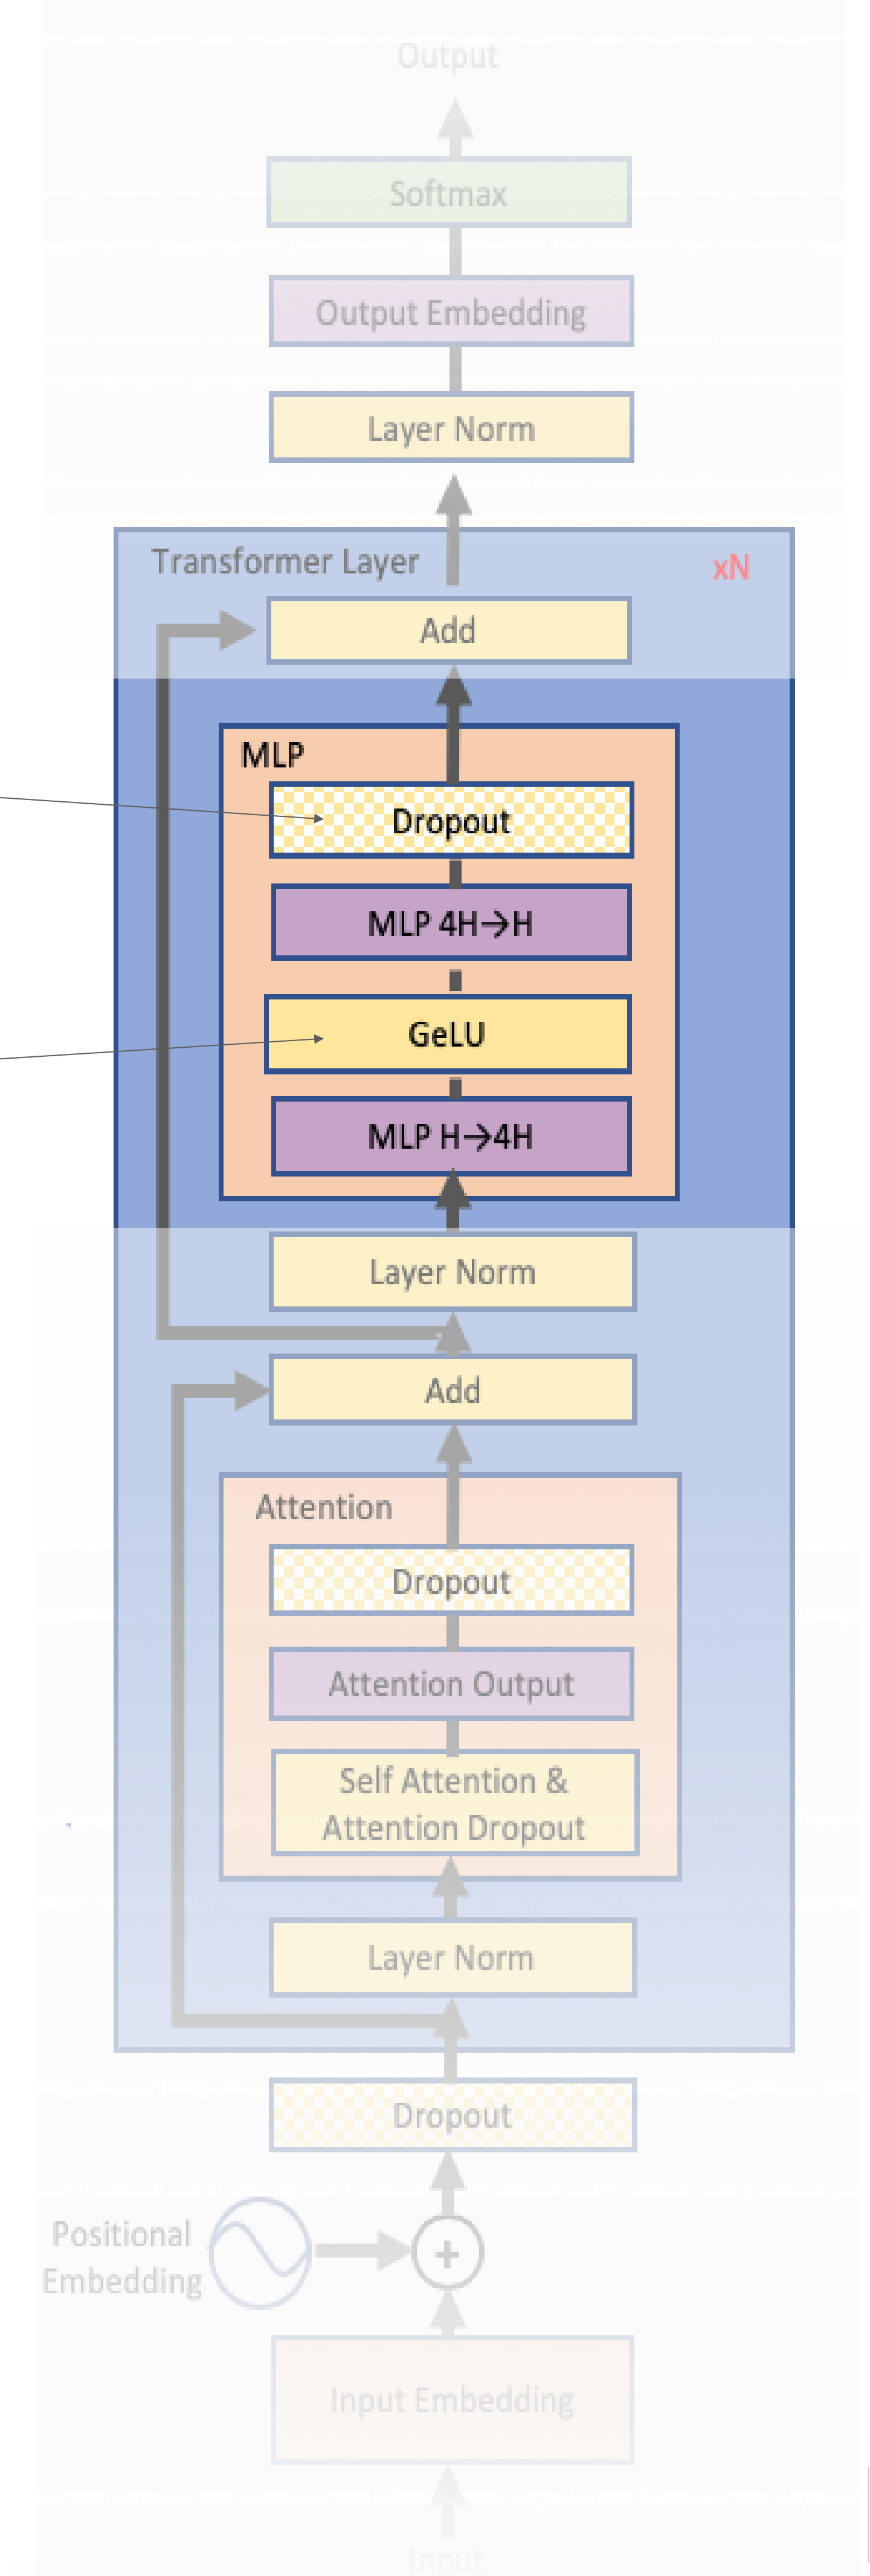 Output
Softmax
Output Embedding
Layer Norm
Transformer Layer
xN
Add
MLP
Dropout
MLP 4H→H
GeLU
MLP H→4H
Layer Norm
Add
Attention
Dropout
Attention Output
Self Attention &
Attention Dropout
Layer Norm
Dropout
Positional
Embedding
+
Input Embedding
Input